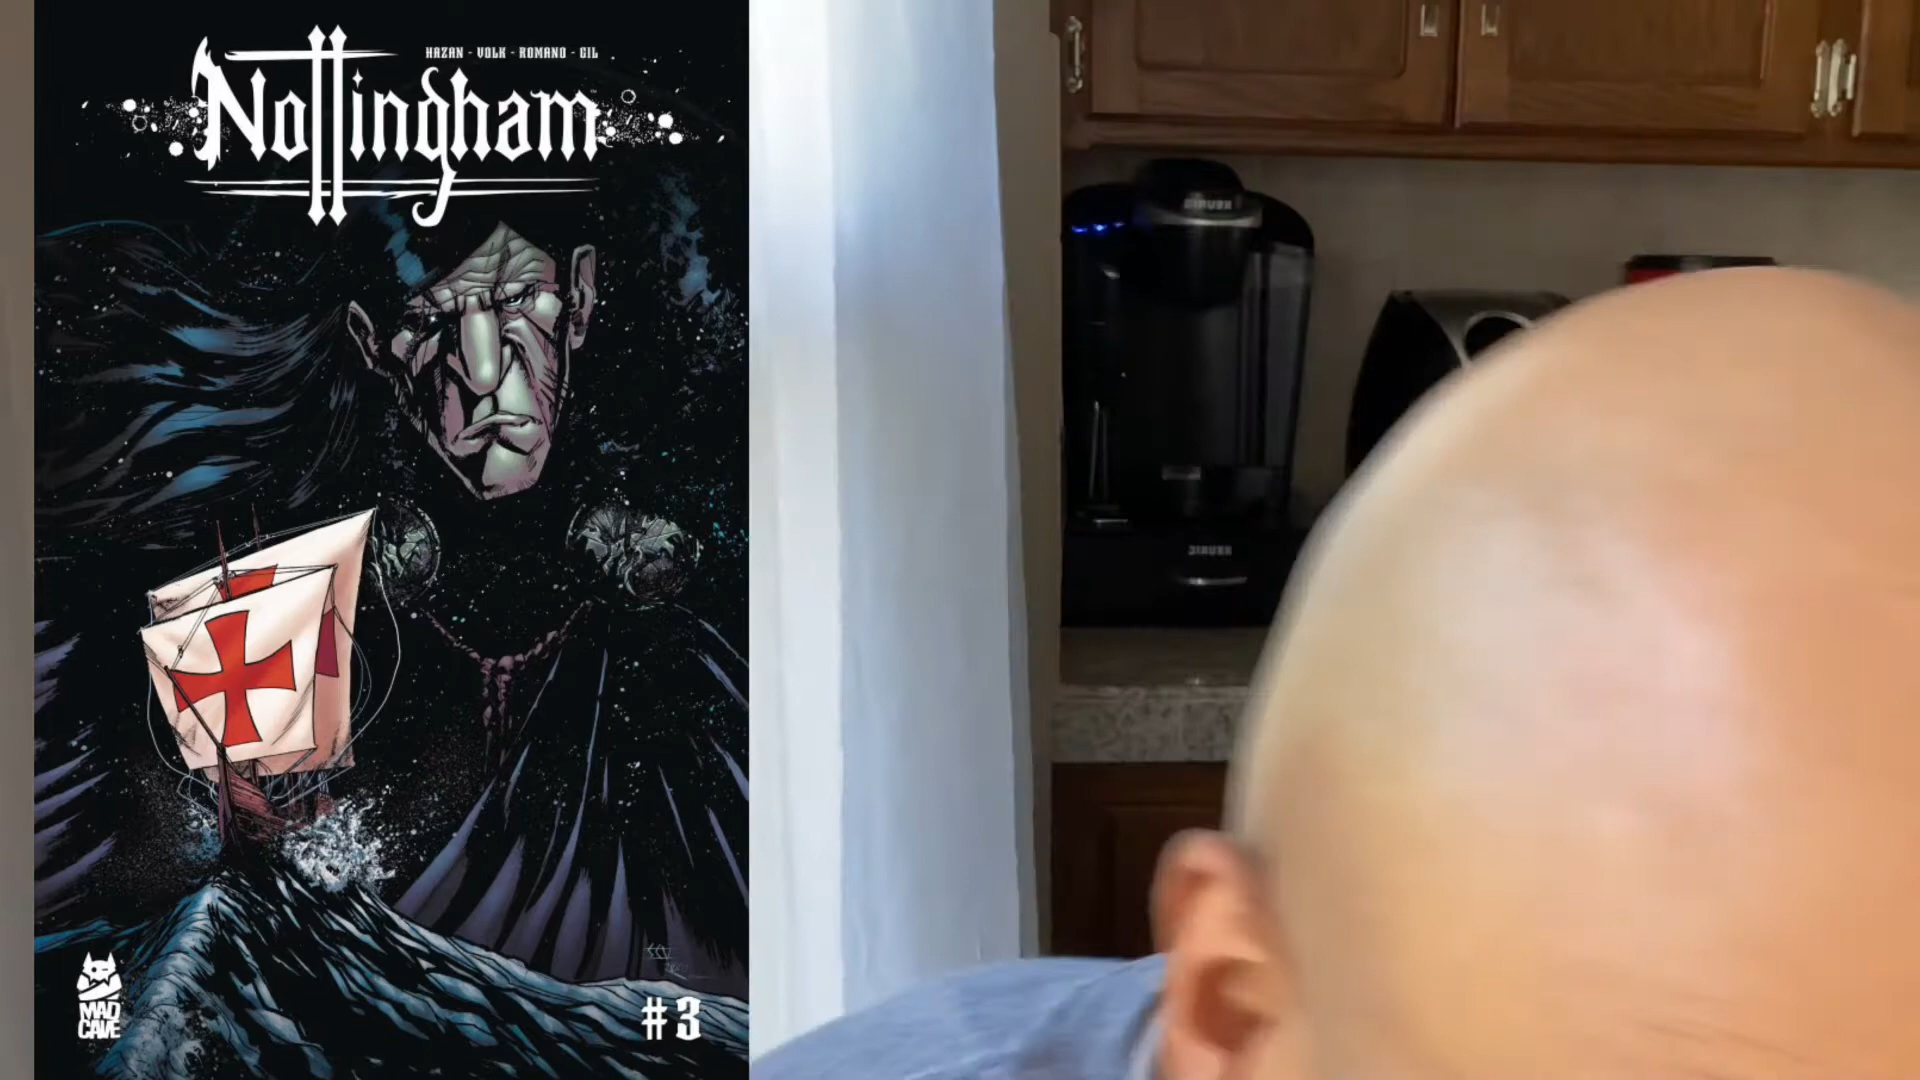 HAZAN - VOLK - ROMANO - GIL
Nottingham
MAD
CAVE
#3